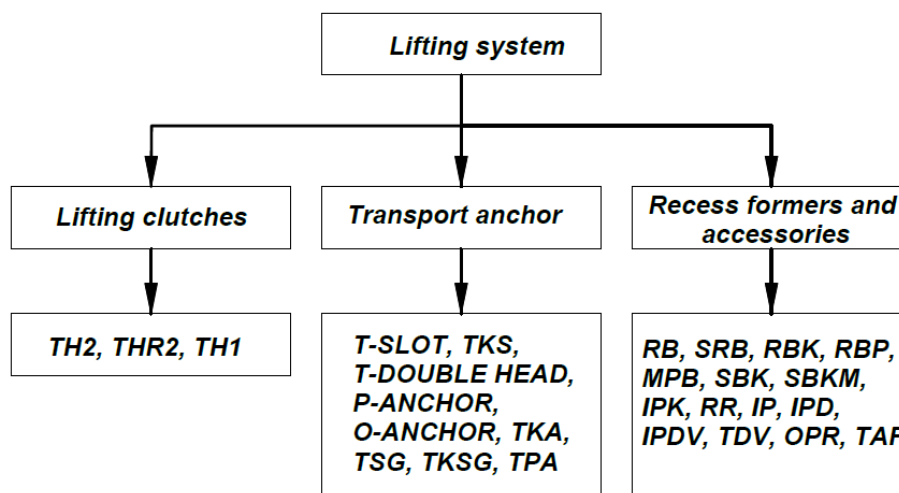 Lifting system
Lifting clutches
Transport anchor
Recess formers and
accessories
TH2, THR2, TH1
T-SLOT, TKS,
T-DOUBLE HEAD,
P-ANCHOR,
O-ANCHOR, TKA,
TSG, TKSG, TPA
RB, SRB, RBK, RBP,
MPB, SBK, SBKM,
IPK, RR, IP, IPD,
IPDV, TDV, OPR,